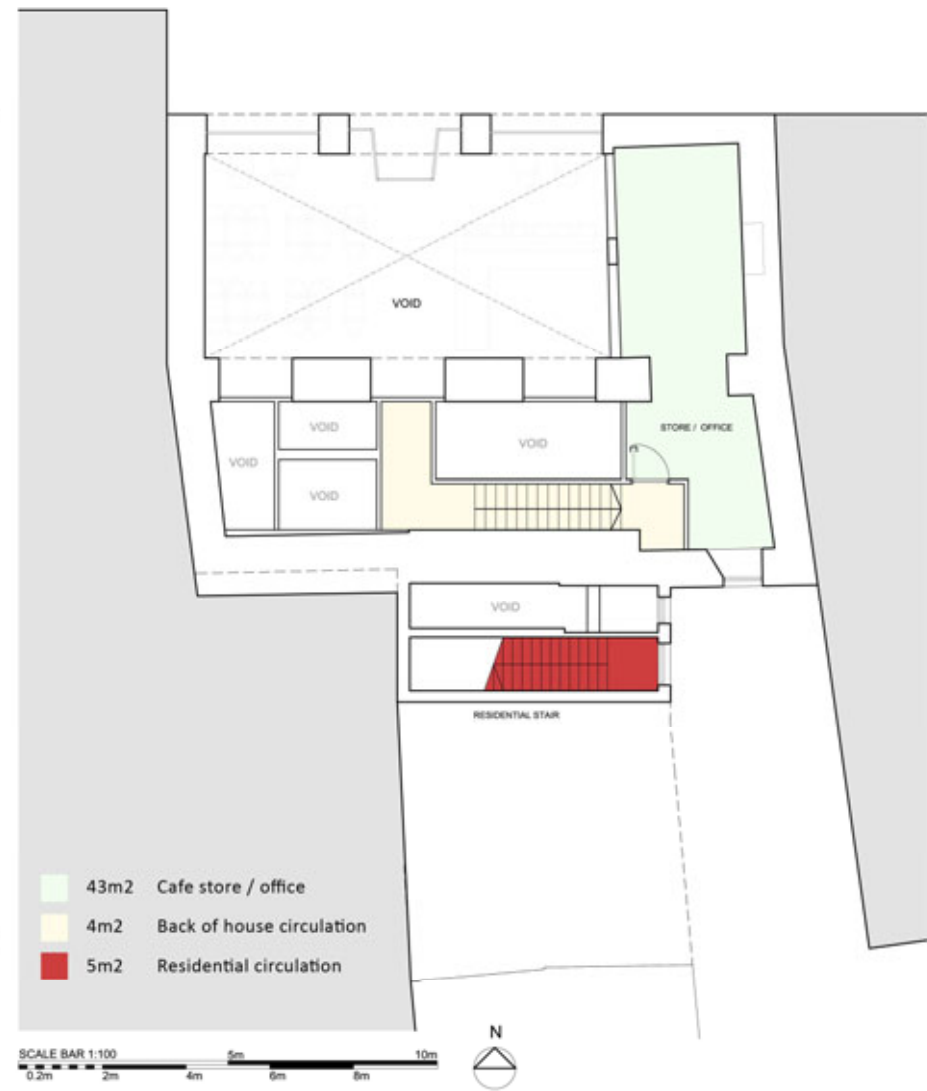 VOID
STORE / OFFICE
VOID
VOID
VOID
VOID
VOID
RESIDENTIAL STAIR
43m2 Cafe store / office
4m2 Back of house circulation
5m2 Residential circulation
N
SCALE BAR 1:100 5m 10m
0.2m 2m 4m 6m 8m